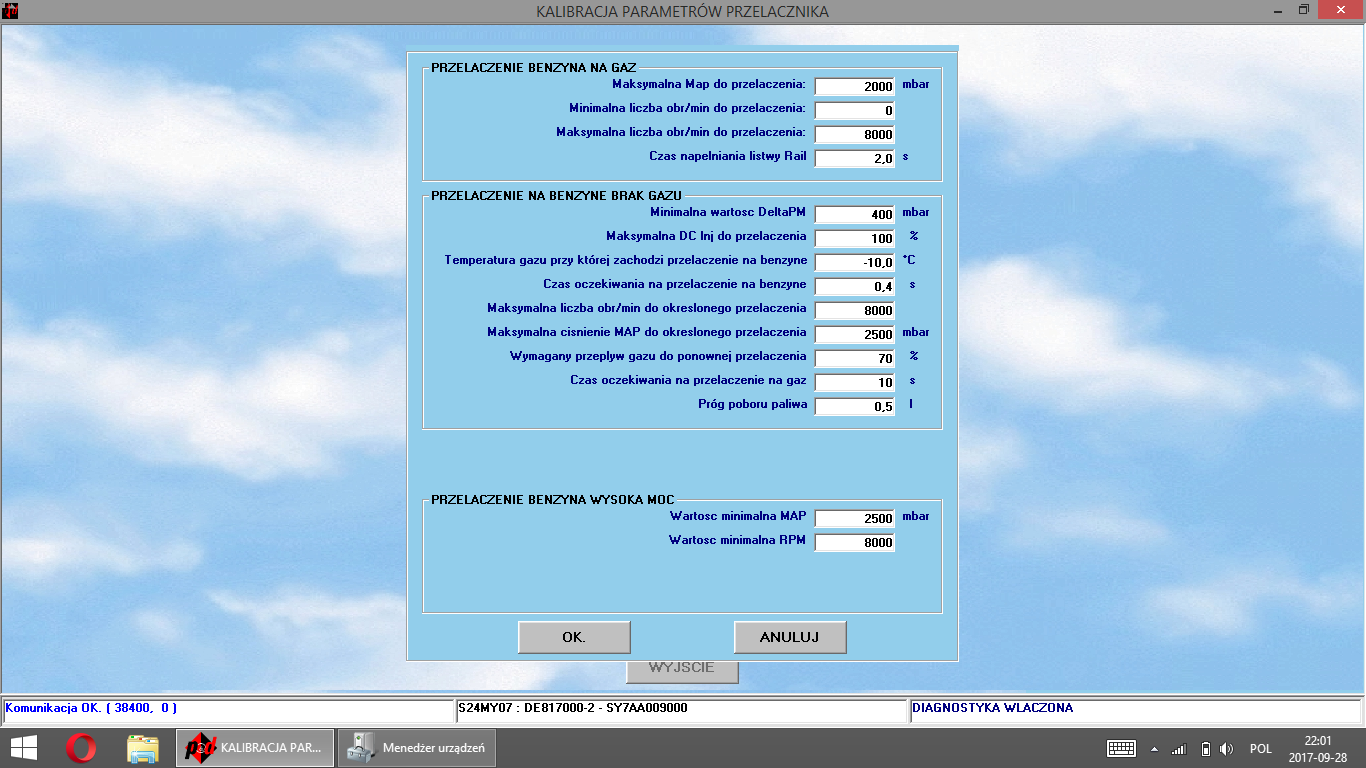 KALIBRACJA PARAMETRÓW PRZELACZNIKA
PRZELACZENIE BENZYNA NA GAZ
Maksymalna Map do przelaczenia: 2000 mbar
Minimalna liczba obr/min do przelaczenia: 0
Maksymalna liczba obr/min do przelaczenia: 8000
Czas napelniania listwy Rail 2,0 s
PRZELACZENIE NA BENZYNE BRAK GAZU
Minimalna wartosc DeltaPM 400 mbar
Maksymalna DC Inj do przelaczenia 100 %
Temperatura gazu przy której zachodzi przelaczenie na benzyne -10,0 °C
Czas oczekiwania na przelaczenie na benzyne 0,4 s
Maksymalna liczba obr/min do okreslonego przelaczenia 8000
Maksymalna cisnienie MAP do okreslonego przelaczenia 2500 mbar
Wymagany przeplyw gazu do ponownej przelaczenia 70 %
Czas oczekiwania na przelaczenie na gaz 10 s
Próg poboru paliwa 0,5 l
PRZELACZENIE BENZYNA WYSOKA MOC
Wartosc minimalna MAP 2500 mbar
Wartosc minimalna RPM 8000
OK. ANULUJ
WYJSCIE
Komunikacja OK. ( 38400, 0 ) S24MY07 : DE817000-2 - SY7AA009000 DIAGNOSTYKA WLACZONA
KALIBRACJA PAR... Menedżer urządzeń POL 22:01
2017-09-28